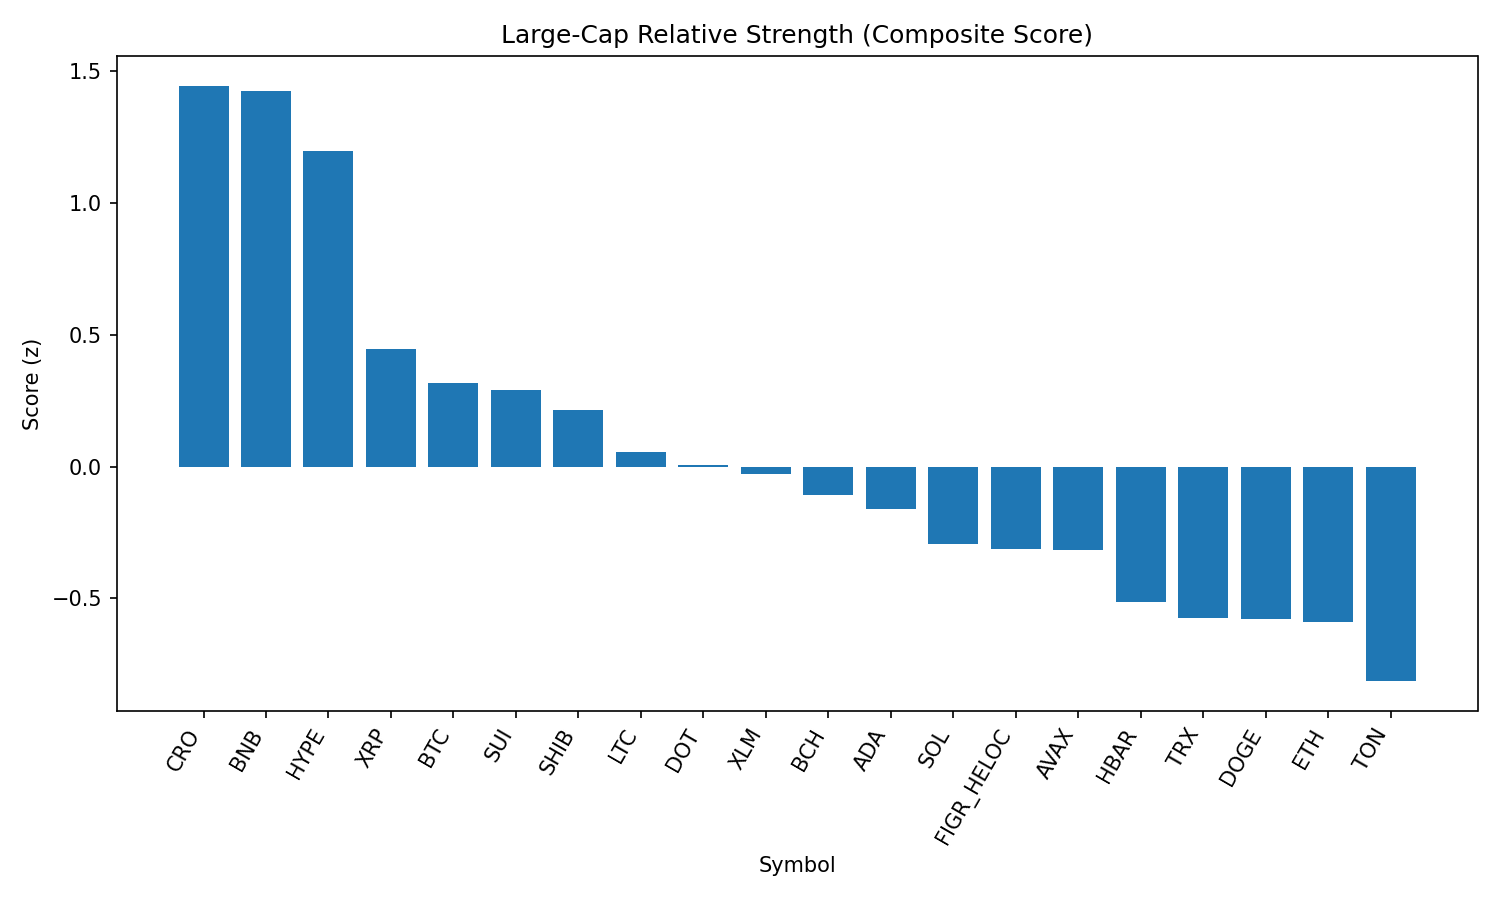 Large-Cap Relative Strength (Composite Score)
1.5
1.0
0.5
0.0
−0.5
Score (z)
CRO
BNB
HYPE
XRP
BTC
SUI
SHIB
LTC
DOT
XLM
BCH
ADA
SOL
FIGR_HELOC
AVAX
HBAR
TRX
DOGE
ETH
TON
Symbol